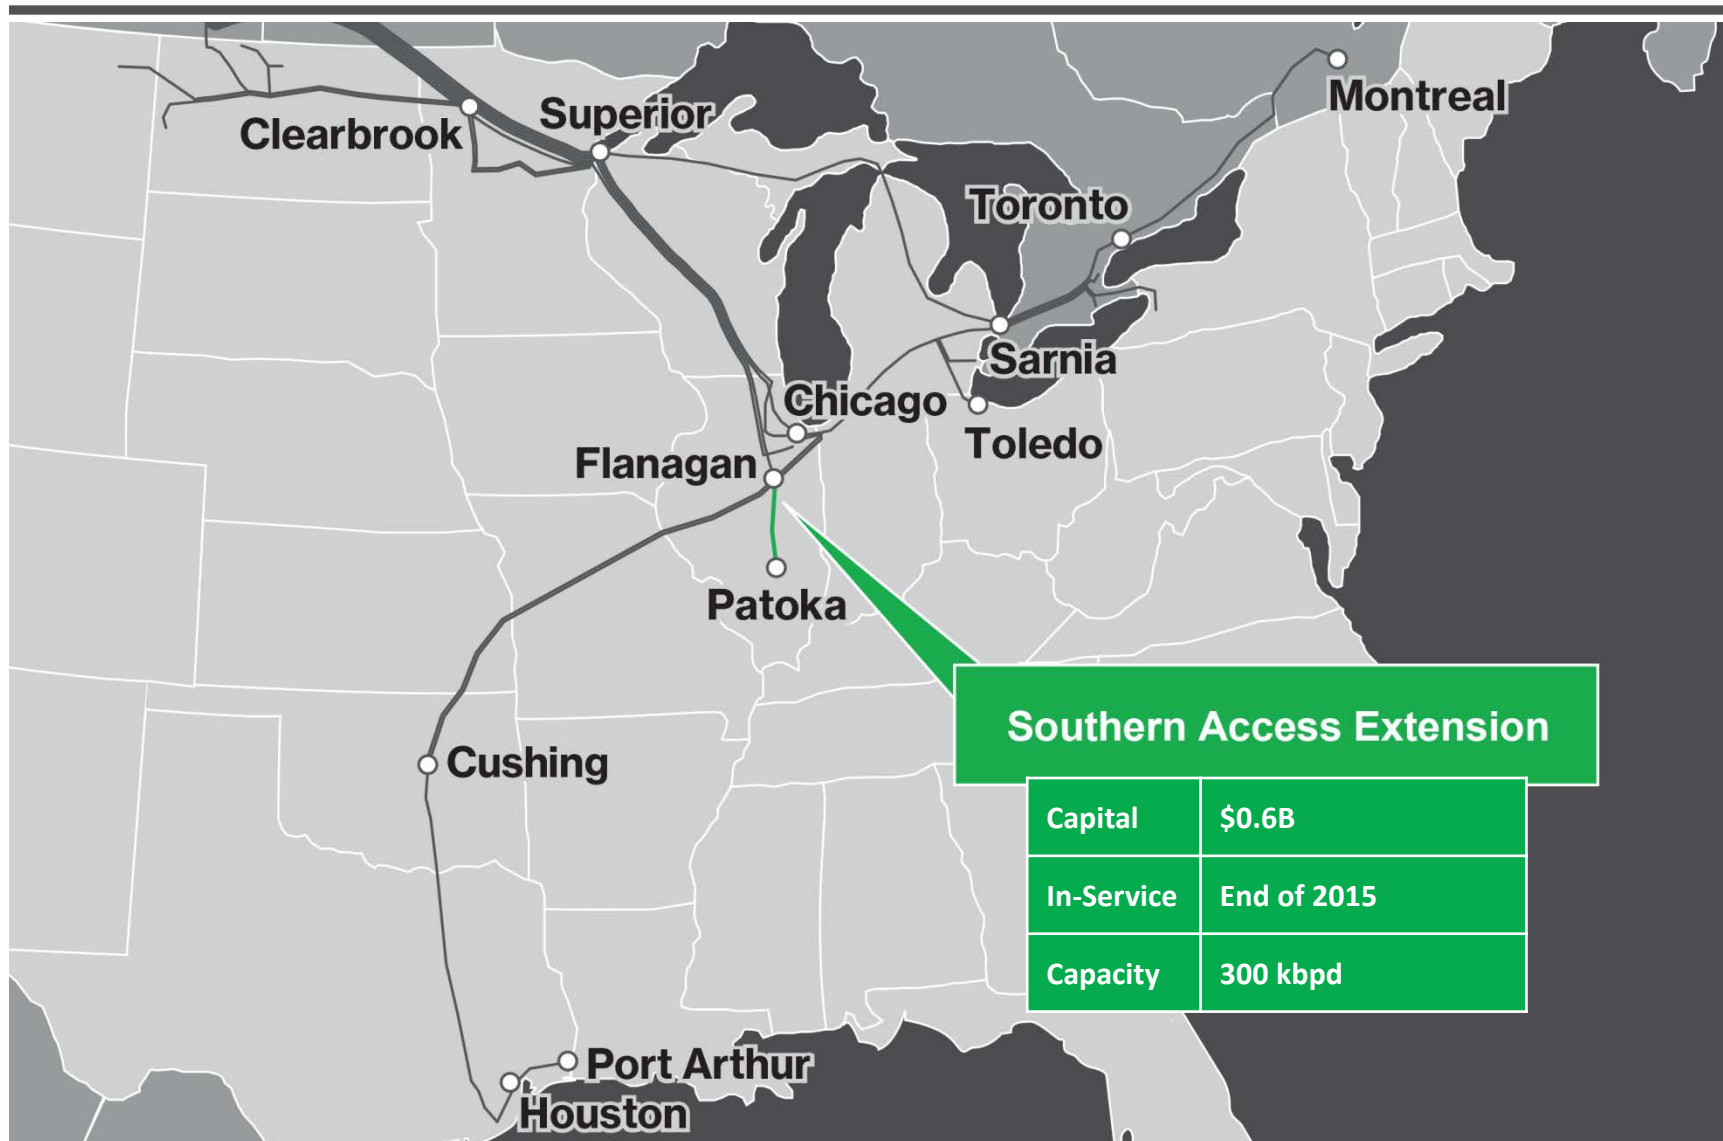 Montreal
Superior
Clearbrook
Toronto
Sarnia
Chicago
Toledo
Flanagan
Patoka
Southern Access Extension
Cushing
Capital $0.6B
In-Service End of 2015
Capacity 300 kbpd
Port Arthur
Houston